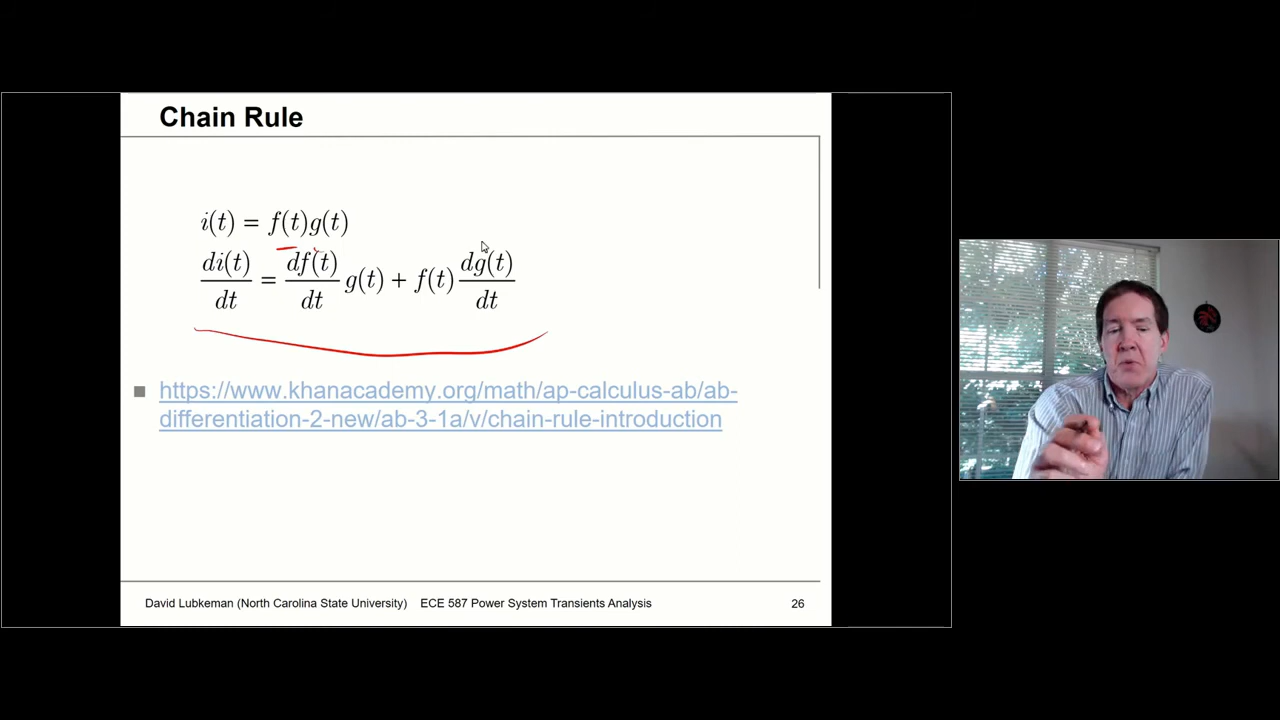 Chain Rule
i(t) = f(t)g(t)
di(t)/dt = df(t)/dt g(t) + f(t) dg(t)/dt
https://www.khanacademy.org/math/ap-calculus-ab/ab-
differentiation-2-new/ab-3-1a/v/chain-rule-introduction
David Lubkeman (North Carolina State University) ECE 587 Power System Transients Analysis 26